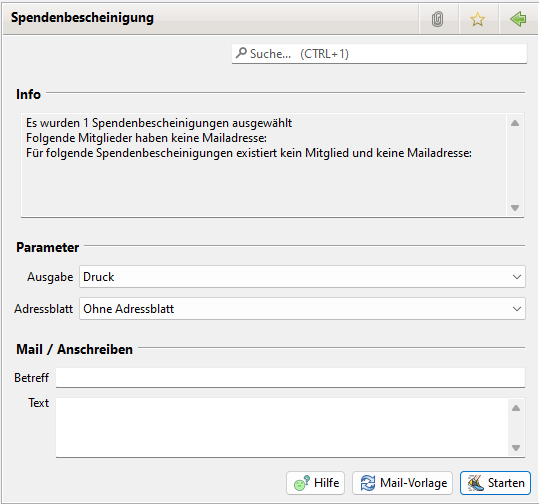 Spendenbescheinigung
Suche... (CTRL+1)
Info
Es wurden 1 Spendenbescheinigungen ausgewählt
Folgende Mitglieder haben keine Mailadresse:
Für folgende Spendenbescheinigungen existiert kein Mitglied und keine Mailadresse:
Parameter
Ausgabe Druck
Adressblatt Ohne Adressblatt
Mail / Anschreiben
Betreff
Text
Hilfe Mail-Vorlage Starten